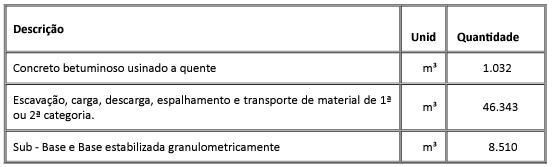 Descrição Unid Quantidade
Concreto betuminoso usinado a quente m³ 1.032
Escavação, carga, descarga, espalhamento e transporte de material de 1ª
ou 2ª categoria. m³ 46.343
Sub - Base e Base estabilizada granulometricamente m³ 8.510